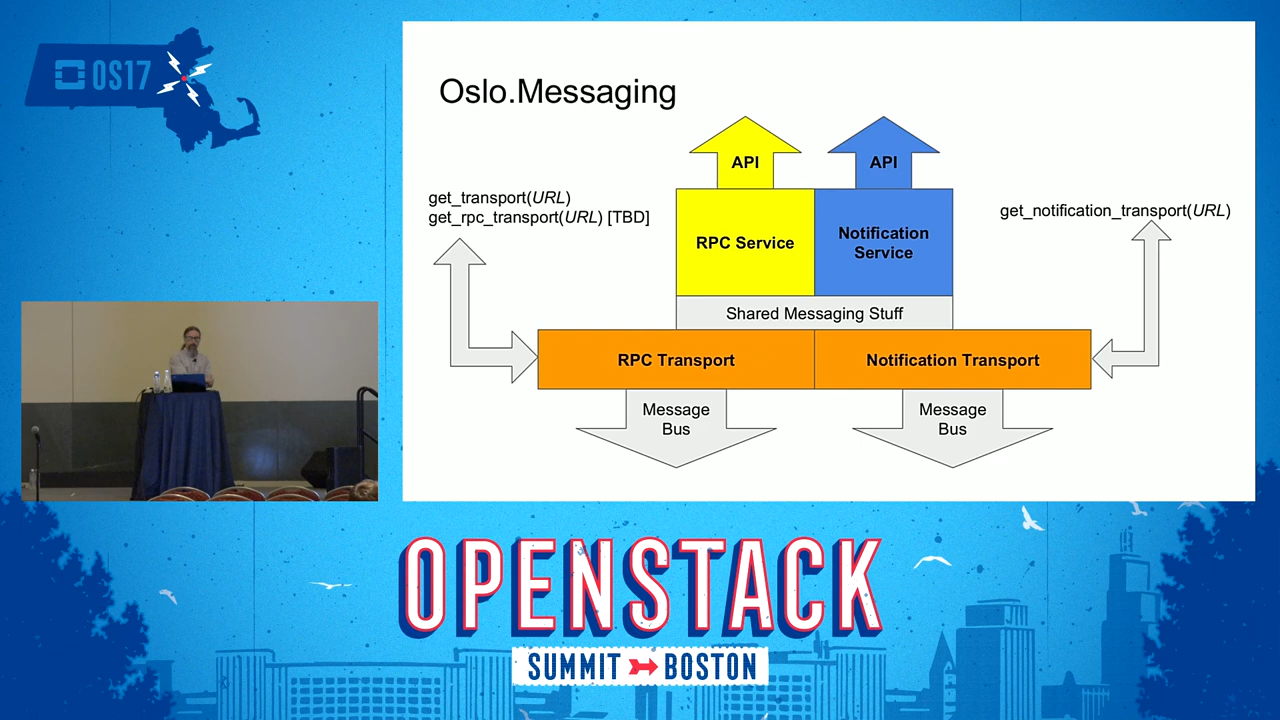 OS17
Oslo.Messaging
API
API
get_transport(URL)
get_rpc_transport(URL) [TBD]
get_notification_transport(URL)
RPC Service
Notification
Service
Shared Messaging Stuff
RPC Transport
Notification Transport
Message
Bus
Message
Bus
OPENSTACK
SUMMIT BOSTON